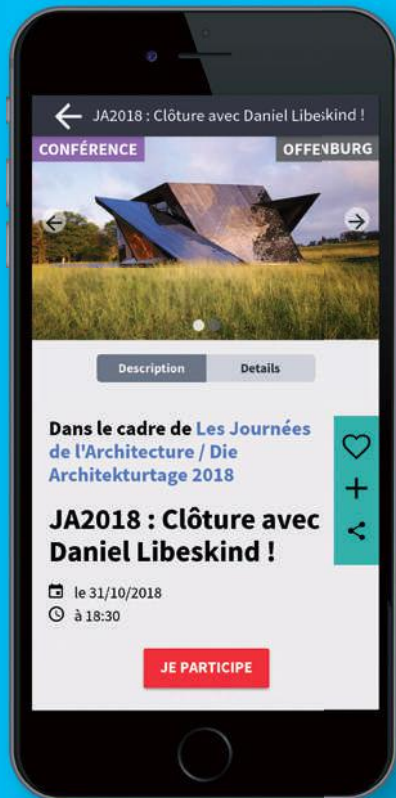 JA2018 : Clôture avec Daniel Libeskind !
CONFÉRENCE
OFFENBURG
Description
Details
Dans le cadre de Les Journées
de l'Architecture / Die
Architekturtage 2018
JA2018 : Clôture avec
Daniel Libeskind !
le 31/10/2018
à 18:30
JE PARTICIPE